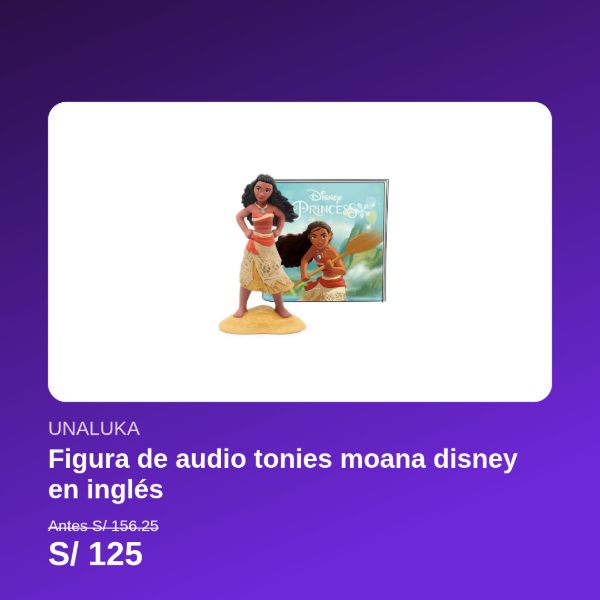 Disney
PRINCESS
UNALUKA
Figura de audio tonies moana disney
en inglés
Antes S/ 156.25
S/ 125